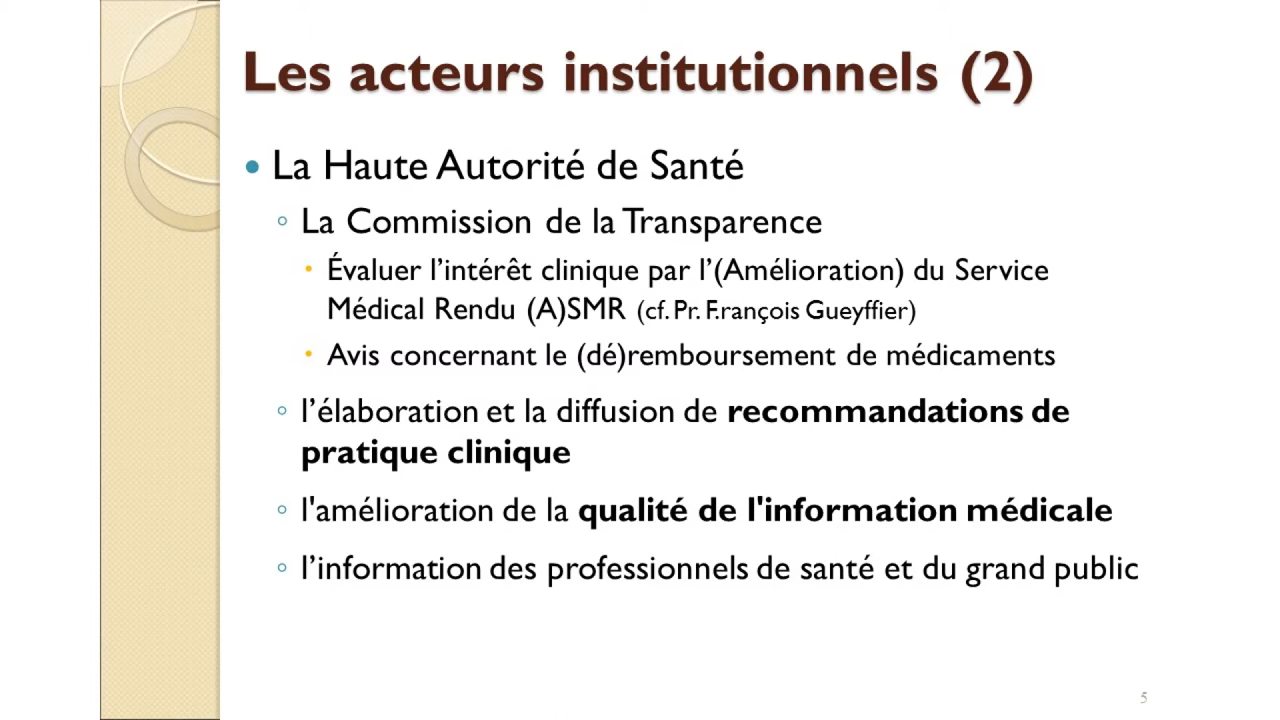 Les acteurs institutionnels (2)
• La Haute Autorité de Santé
◦ La Commission de la Transparence
• Évaluer l’intérêt clinique par l’(Amélioration) du Service
Médical Rendu (A)SMR (cf. Pr. F.rançois Gueyffier)
• Avis concernant le (dé)remboursement de médicaments
◦ l’élaboration et la diffusion de recommandations de
pratique clinique
◦ l'amélioration de la qualité de l'information médicale
◦ l’information des professionnels de santé et du grand public
5